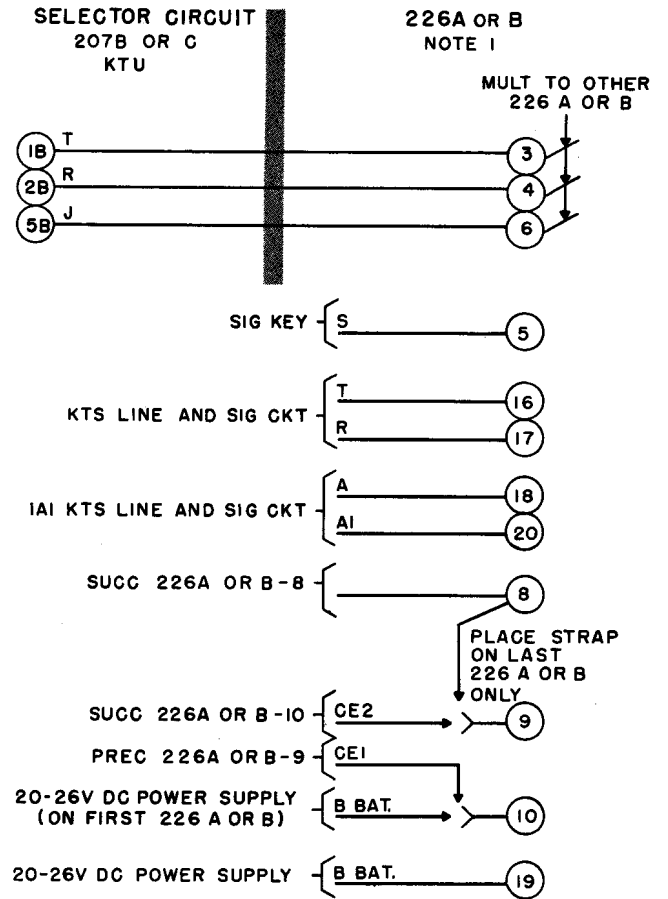 SELECTOR CIRCUIT
207B OR C
KTU
226A OR B
NOTE 1
MULT TO OTHER
226 A OR B
1B T 3
2B R 4
5B J 6
SIG KEY S 5
KTS LINE AND SIG CKT T 16
R 17
1A1 KTS LINE AND SIG CKT A 18
A1 20
SUCC 226A OR B-8 8
PLACE STRAP
ON LAST
226 A OR B
ONLY
SUCC 226A OR B-10 CE2 9
PREC 226A OR B-9 CE1
20-26V DC POWER SUPPLY
(ON FIRST 226 A OR B) B BAT. 10
20-26V DC POWER SUPPLY B BAT. 19